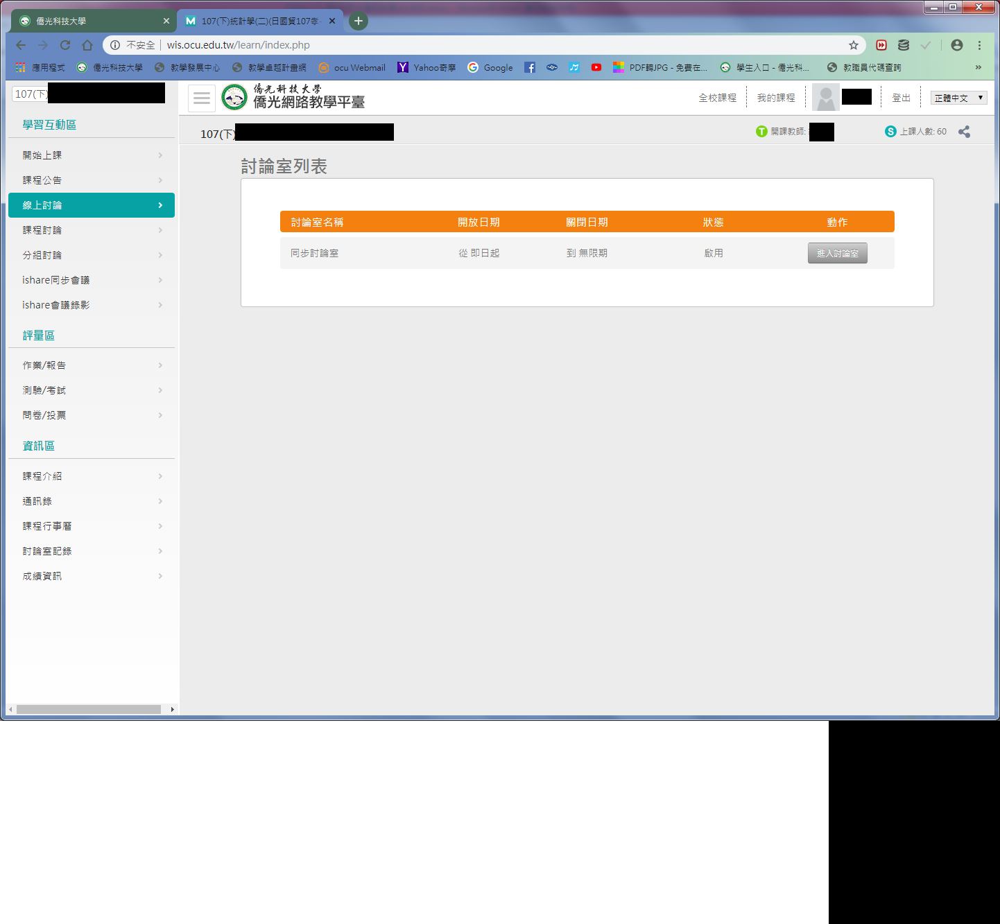 僑光科技大學
107(下)統計學(二)(日國貿107孝
不安全
wis.ocu.edu.tw/learn/index.php
應用程式 僑光科技大學 教學發展中心 教學卓越計畫網 ocu Webmail Yahoo奇摩 Google PDF轉JPG - 免費在... 學生入口 - 僑光科... 教職員代碼查詢 »
107(下)
僑光科技大學
僑光網路教學平臺
全校課程 我的課程 登出 正體中文
107(下)
T 開課教師: S 上課人數: 60
學習互動區
開始上課
課程公告
線上討論
課程討論
分組討論
ishare同步會議
ishare會議錄影
評量區
作業/報告
測驗/考試
問卷/投票
資訊區
課程介紹
通訊錄
課程行事曆
討論室記錄
成績資訊
討論室列表
討論室名稱 開放日期 關閉日期 狀態 動作
同步討論室 從 即日起 到 無限期 啟用 進入討論室